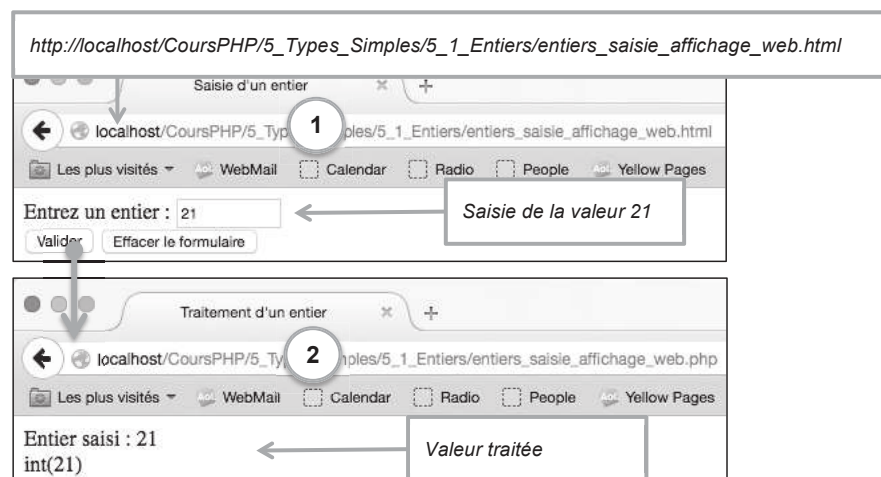 http://localhost/CoursPHP/5_Types_Simples/5_1_Entiers/entiers_saisie_affichage_web.html
Saisie d'un entier
1
localhost/CoursPHP/5_Typ ples/5_1_Entiers/entiers_saisie_affichage_web.html
Les plus visités WebMail Calendar Radio People Yellow Pages
Entrez un entier : 21
Saisie de la valeur 21
Valider Effacer le formulaire
Traitement d'un entier
2
localhost/CoursPHP/5_Ty ples/5_1_Entiers/entiers_saisie_affichage_web.php
Les plus visités WebMail Calendar Radio People Yellow Pages
Entier saisi : 21
Valeur traitée
int(21)